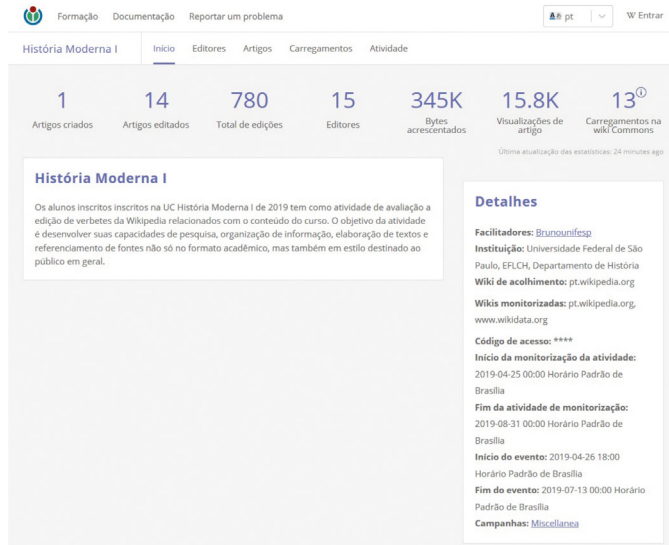 Formação Documentação Reportar um problema pt Entrar
História Moderna I Início Editores Artigos Carregamentos Atividade
1 14 780 15 345K 15.8K 13
Artigos criados Artigos editados Total de edições Editores Bytes acrescentados Visualizações de artigo Carregamentos na wiki Commons
Última atualização das estatísticas: 24 minutes ago
História Moderna I
Os alunos inscritos inscritos na UC História Moderna I de 2019 tem como atividade de avaliação a
edição de verbetes da Wikipedia relacionados com o conteúdo do curso. O objetivo da atividade
é desenvolver suas capacidades de pesquisa, organização de informação, elaboração de textos e
referenciamento de fontes não só no formato acadêmico, mas também em estilo destinado ao
público em geral.
Detalhes
Facilitadores: Brunounifesp
Instituição: Universidade Federal de São
Paulo, EFLCH, Departamento de História
Wiki de acolhimento: pt.wikipedia.org
Wikis monitorizadas: pt.wikipedia.org,
www.wikidata.org
Código de acesso: ****
Início da monitorização da atividade:
2019-04-25 00:00 Horário Padrão de
Brasília
Fim da atividade de monitorização:
2019-08-31 00:00 Horário Padrão de
Brasília
Início do evento: 2019-04-26 18:00
Horário Padrão de Brasília
Fim do evento: 2019-07-13 00:00 Horário
Padrão de Brasília
Campanhas: Miscellanea